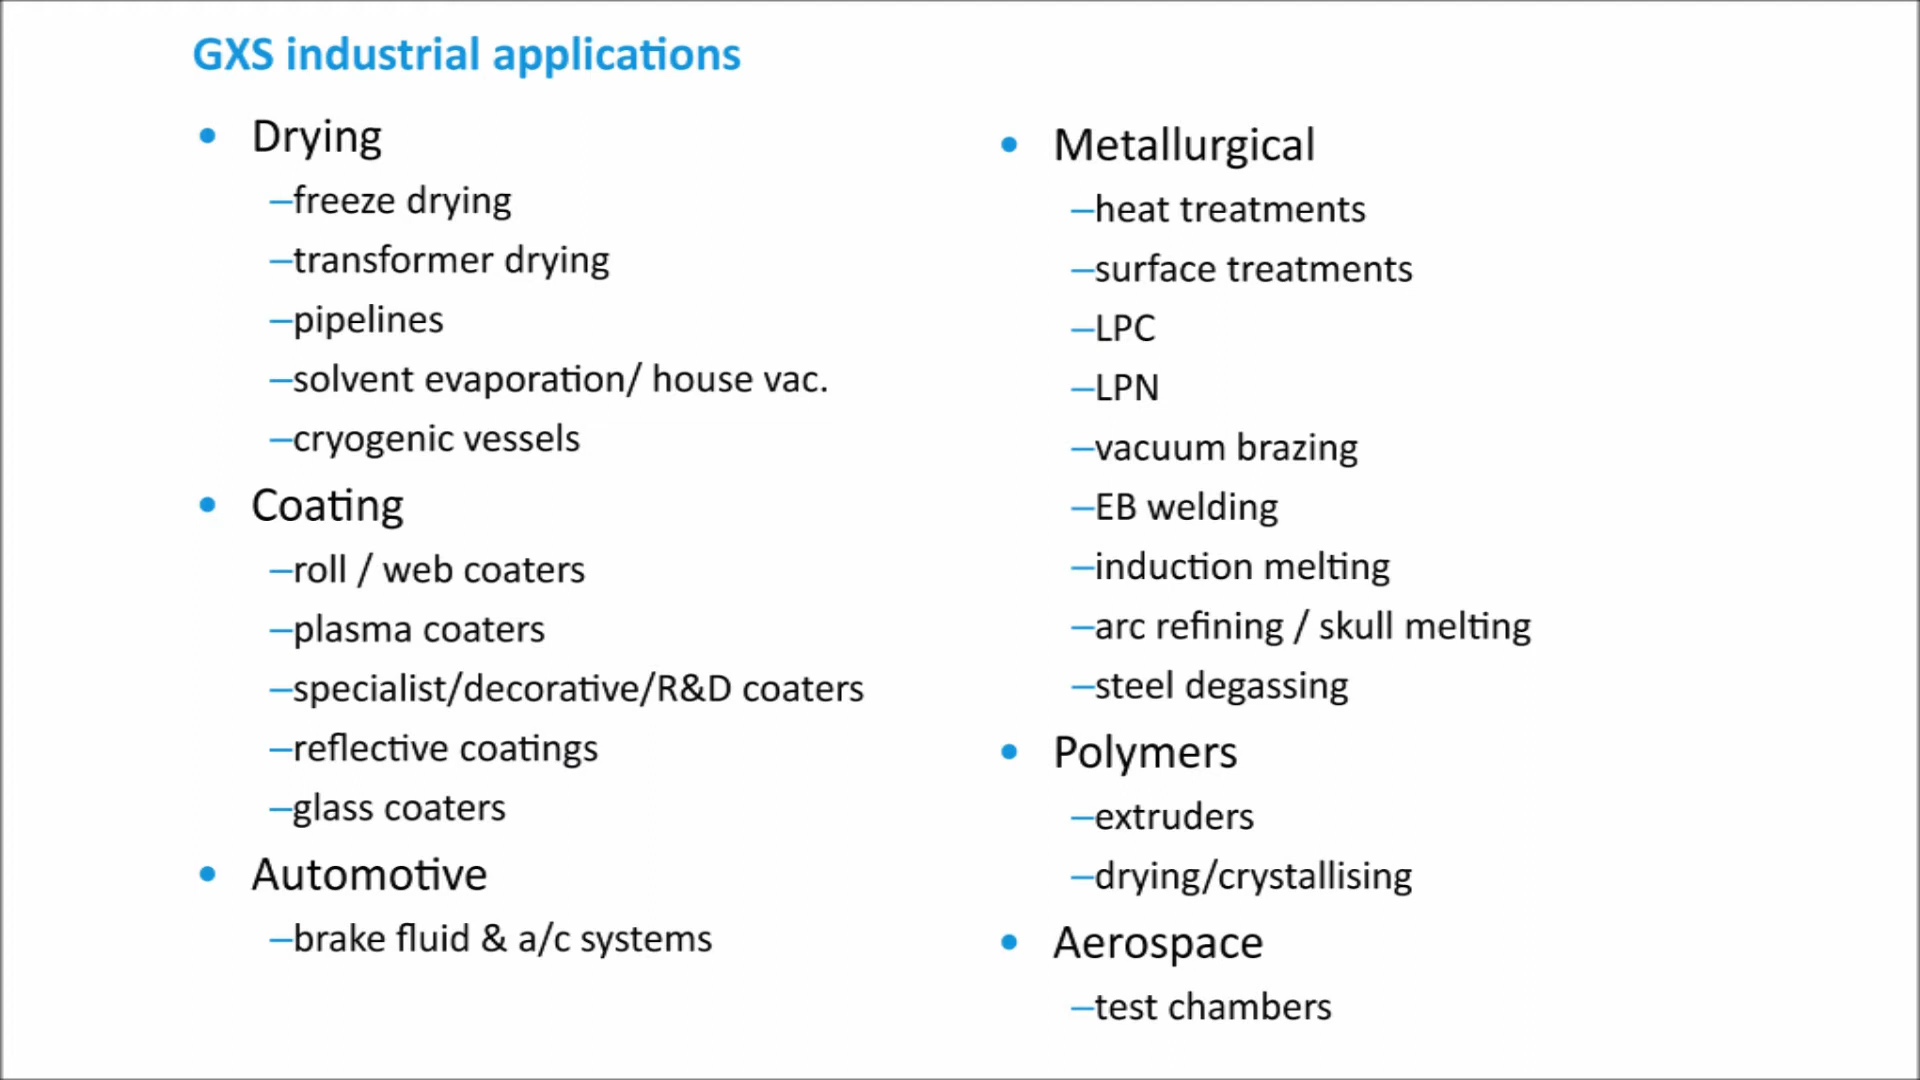 GXS industrial applications
• Drying
–freeze drying
–transformer drying
–pipelines
–solvent evaporation/ house vac.
–cryogenic vessels
• Coating
–roll / web coaters
–plasma coaters
–specialist/decorative/R&D coaters
–reflective coatings
–glass coaters
• Automotive
–brake fluid & a/c systems
• Metallurgical
–heat treatments
–surface treatments
–LPC
–LPN
–vacuum brazing
–EB welding
–induction melting
–arc refining / skull melting
–steel degassing
• Polymers
–extruders
–drying/crystallising
• Aerospace
–test chambers